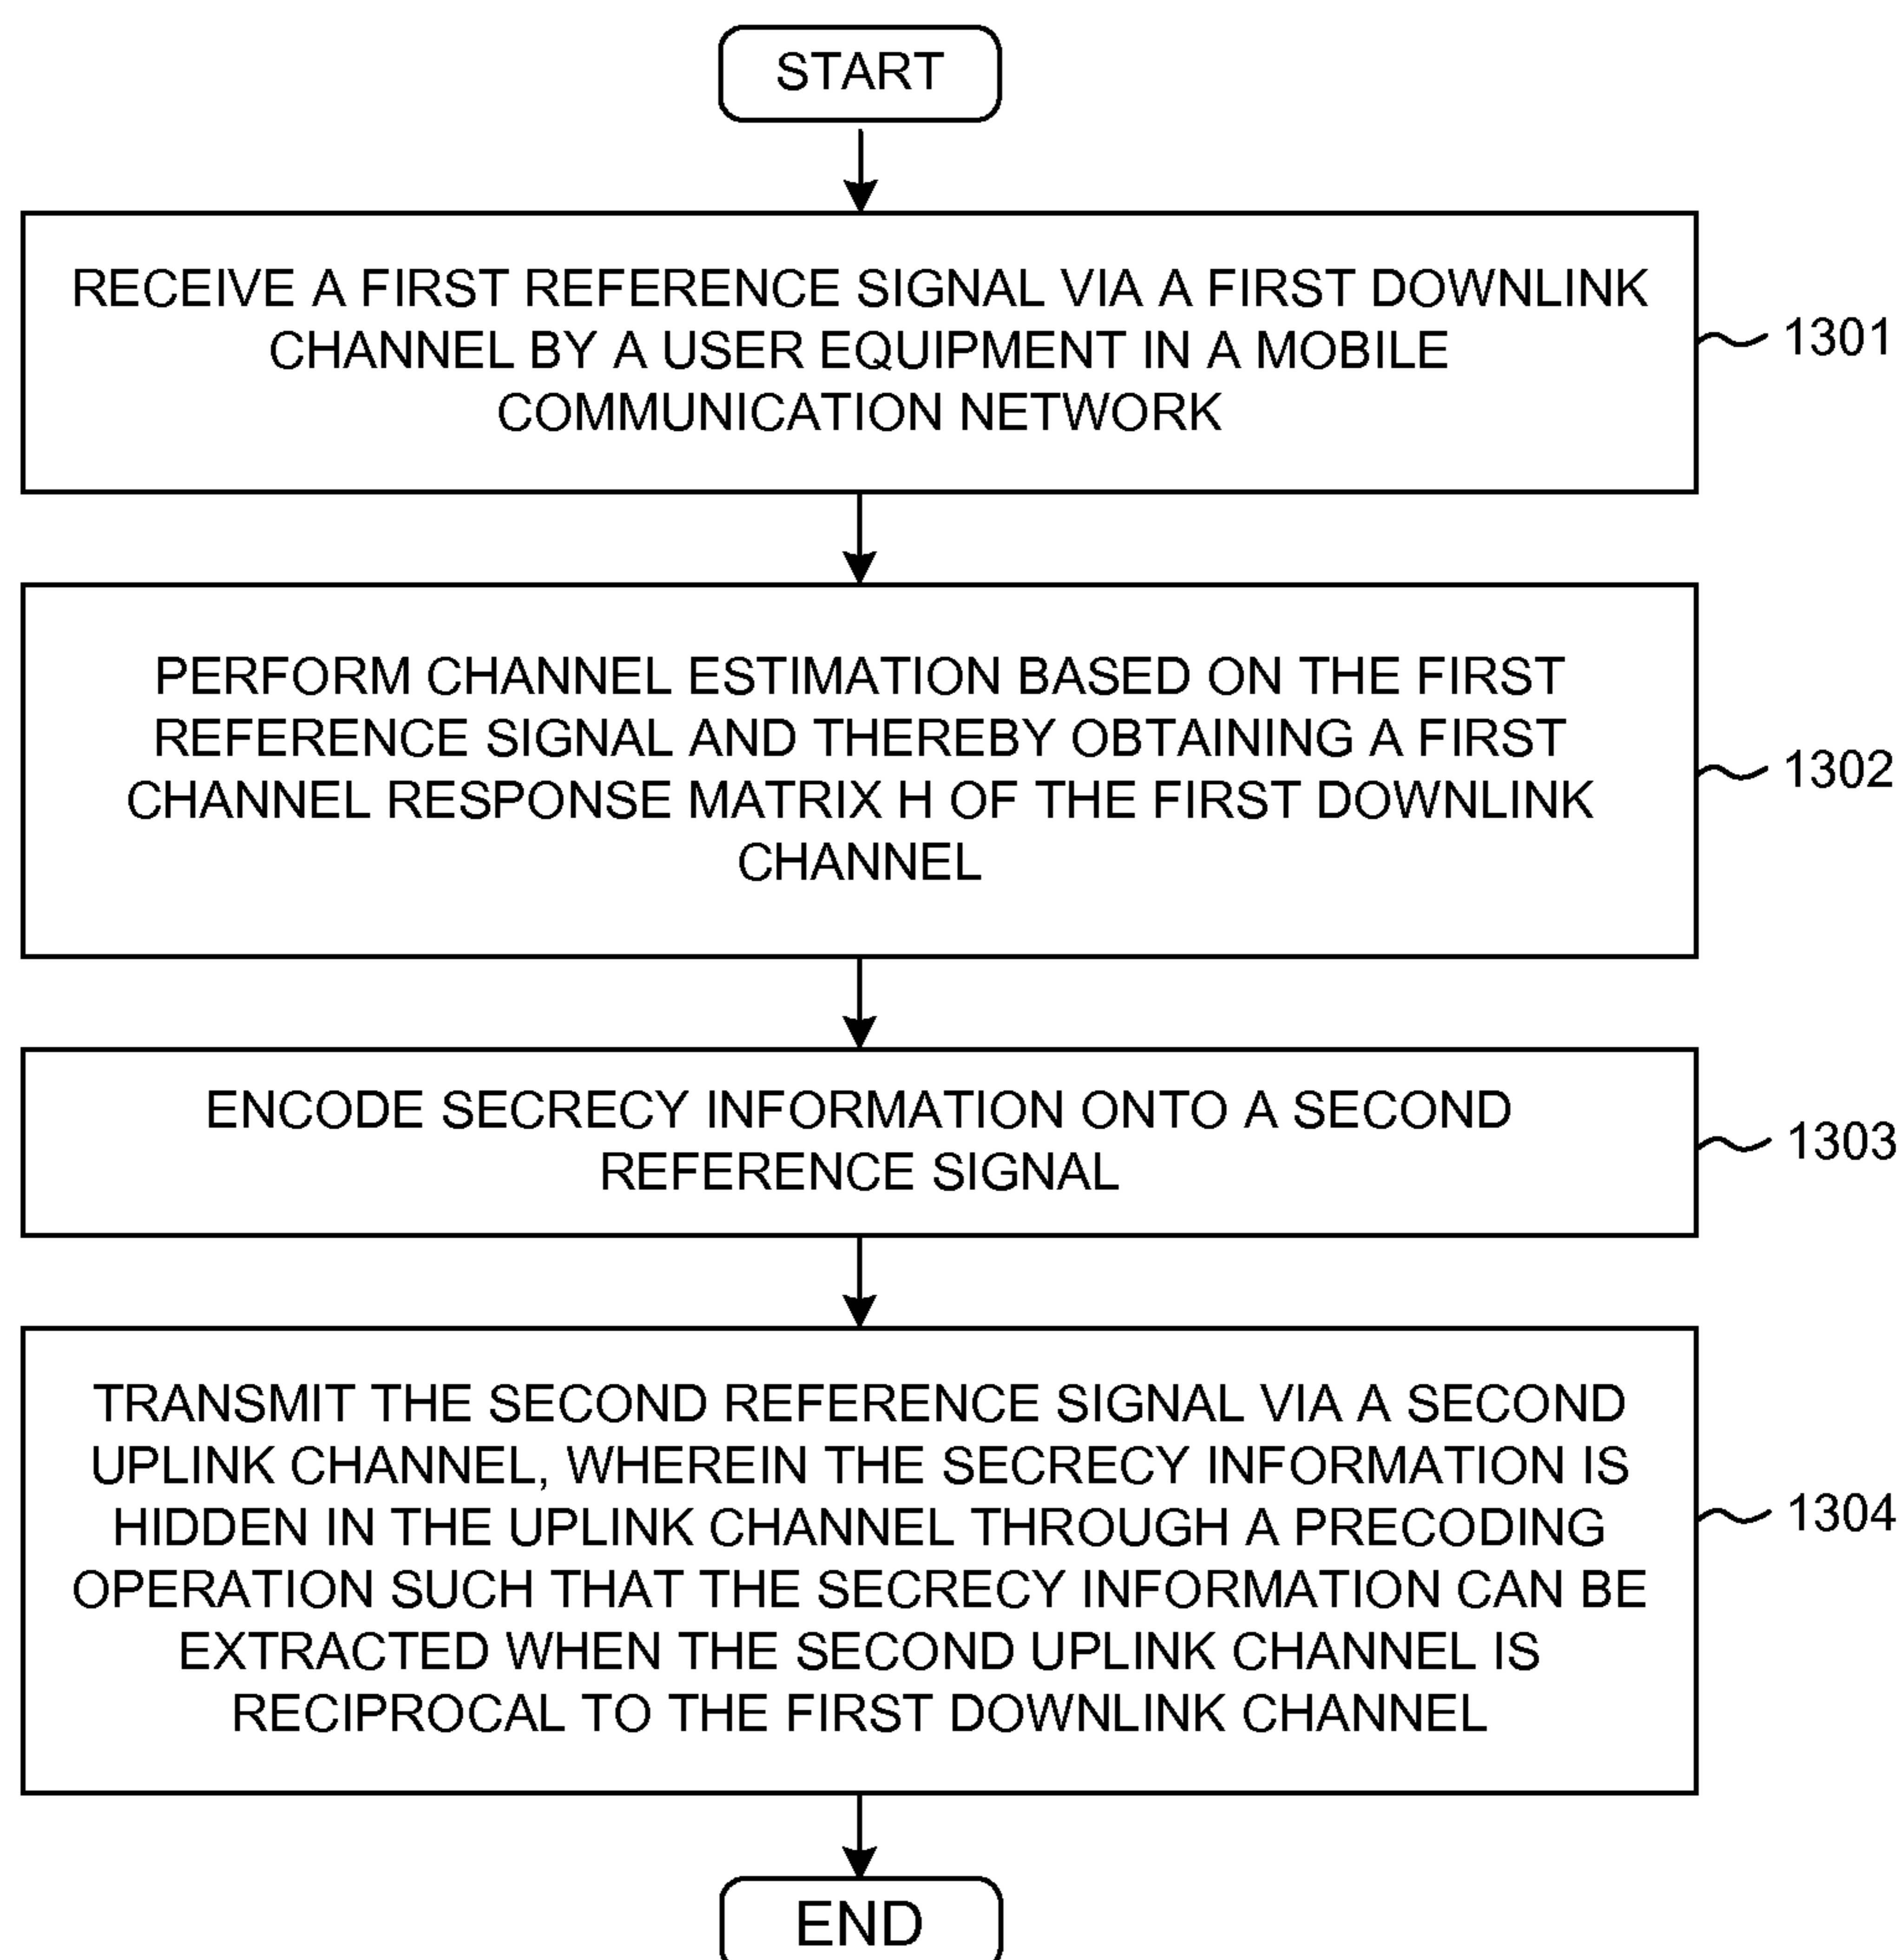 START
RECEIVE A FIRST REFERENCE SIGNAL VIA A FIRST DOWNLINK
CHANNEL BY A USER EQUIPMENT IN A MOBILE
COMMUNICATION NETWORK
1301
PERFORM CHANNEL ESTIMATION BASED ON THE FIRST
REFERENCE SIGNAL AND THEREBY OBTAINING A FIRST
CHANNEL RESPONSE MATRIX H OF THE FIRST DOWNLINK
CHANNEL
1302
ENCODE SECRECY INFORMATION ONTO A SECOND
REFERENCE SIGNAL
1303
TRANSMIT THE SECOND REFERENCE SIGNAL VIA A SECOND
UPLINK CHANNEL, WHEREIN THE SECRECY INFORMATION IS
HIDDEN IN THE UPLINK CHANNEL THROUGH A PRECODING
OPERATION SUCH THAT THE SECRECY INFORMATION CAN BE
EXTRACTED WHEN THE SECOND UPLINK CHANNEL IS
RECIPROCAL TO THE FIRST DOWNLINK CHANNEL
1304
END